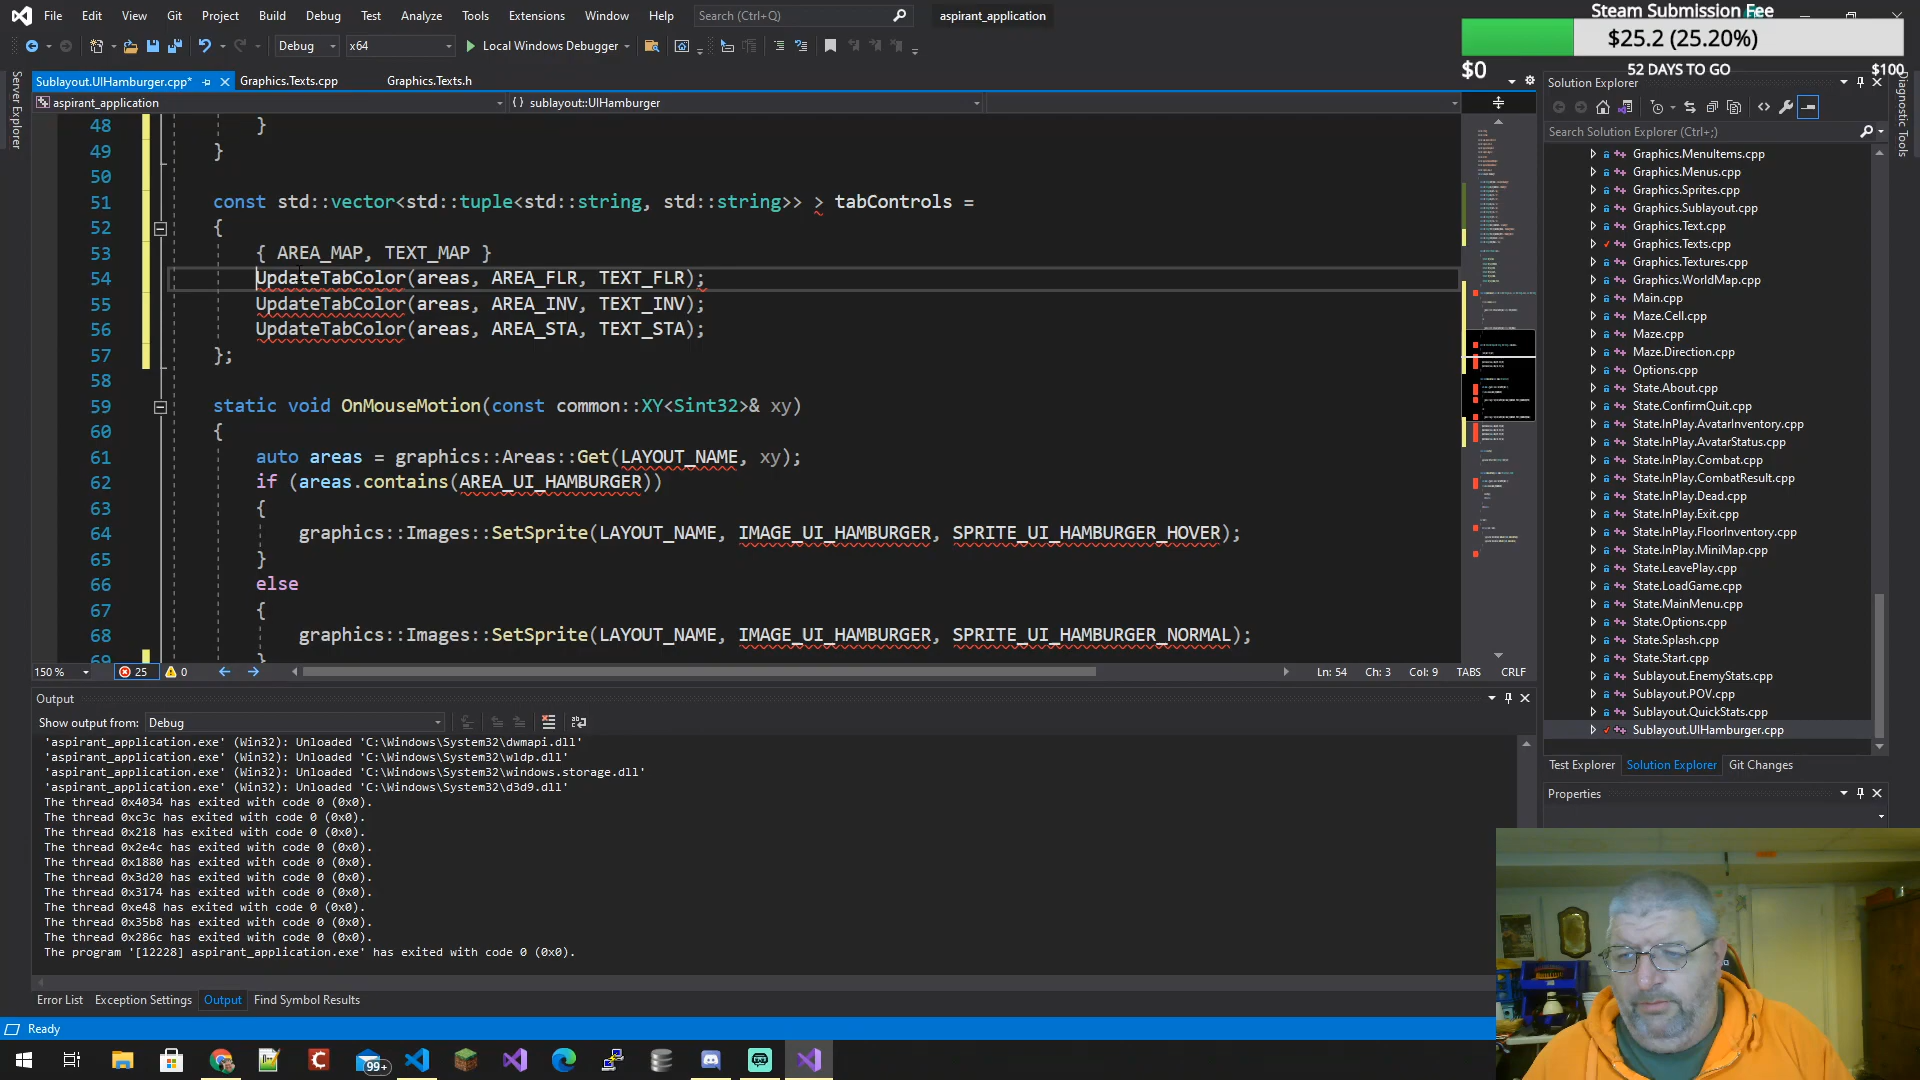 File Edit View Git Project Build Debug Test Analyze Tools Extensions Window Help Search (Ctrl+Q) aspirant_application
Steam Submission Fee
$25.2 (25.20%)
$0 52 DAYS TO GO $100
Debug x64 Local Windows Debugger
Sublayout.UIHamburger.cpp* Graphics.Texts.cpp Graphics.Texts.h
aspirant_application {} sublayout::UIHamburger
Server Explorer
Diagnostic Tools
48 }
49 }
50
51 const std::vector<std::tuple<std::string, std::string>> > tabControls =
52 {
53 { AREA_MAP, TEXT_MAP }
54 UpdateTabColor(areas, AREA_FLR, TEXT_FLR);
55 UpdateTabColor(areas, AREA_INV, TEXT_INV);
56 UpdateTabColor(areas, AREA_STA, TEXT_STA);
57 };
58
59 static void OnMouseMotion(const common::XY<Sint32>& xy)
60 {
61 auto areas = graphics::Areas::Get(LAYOUT_NAME, xy);
62 if (areas.contains(AREA_UI_HAMBURGER))
63 {
64 graphics::Images::SetSprite(LAYOUT_NAME, IMAGE_UI_HAMBURGER, SPRITE_UI_HAMBURGER_HOVER);
65 }
66 else
67 {
68 graphics::Images::SetSprite(LAYOUT_NAME, IMAGE_UI_HAMBURGER, SPRITE_UI_HAMBURGER_NORMAL);
69 }
150 % 25 0 Ln: 54 Ch: 3 Col: 9 TABS CRLF
Output
Show output from: Debug
'aspirant_application.exe' (Win32): Unloaded 'C:\Windows\System32\dwmapi.dll'
'aspirant_application.exe' (Win32): Unloaded 'C:\Windows\System32\wldp.dll'
'aspirant_application.exe' (Win32): Unloaded 'C:\Windows\System32\windows.storage.dll'
'aspirant_application.exe' (Win32): Unloaded 'C:\Windows\System32\d3d9.dll'
The thread 0x4034 has exited with code 0 (0x0).
The thread 0xc3c has exited with code 0 (0x0).
The thread 0x218 has exited with code 0 (0x0).
The thread 0x2e4c has exited with code 0 (0x0).
The thread 0x1880 has exited with code 0 (0x0).
The thread 0x3d20 has exited with code 0 (0x0).
The thread 0x3174 has exited with code 0 (0x0).
The thread 0xe48 has exited with code 0 (0x0).
The thread 0x35b8 has exited with code 0 (0x0).
The thread 0x286c has exited with code 0 (0x0).
The program '[12228] aspirant_application.exe' has exited with code 0 (0x0).
Error List Exception Settings Output Find Symbol Results
Ready
99+
Solution Explorer
Search Solution Explorer (Ctrl+;)
Graphics.MenuItems.cpp
Graphics.Menus.cpp
Graphics.Sprites.cpp
Graphics.Sublayout.cpp
Graphics.Text.cpp
Graphics.Texts.cpp
Graphics.Textures.cpp
Graphics.WorldMap.cpp
Main.cpp
Maze.Cell.cpp
Maze.cpp
Maze.Direction.cpp
Options.cpp
State.About.cpp
State.ConfirmQuit.cpp
State.InPlay.AvatarInventory.cpp
State.InPlay.AvatarStatus.cpp
State.InPlay.Combat.cpp
State.InPlay.CombatResult.cpp
State.InPlay.Dead.cpp
State.InPlay.Exit.cpp
State.InPlay.FloorInventory.cpp
State.InPlay.MiniMap.cpp
State.LeavePlay.cpp
State.LoadGame.cpp
State.MainMenu.cpp
State.Options.cpp
State.Splash.cpp
State.Start.cpp
Sublayout.EnemyStats.cpp
Sublayout.POV.cpp
Sublayout.QuickStats.cpp
Sublayout.UIHamburger.cpp
Test Explorer Solution Explorer Git Changes
Properties